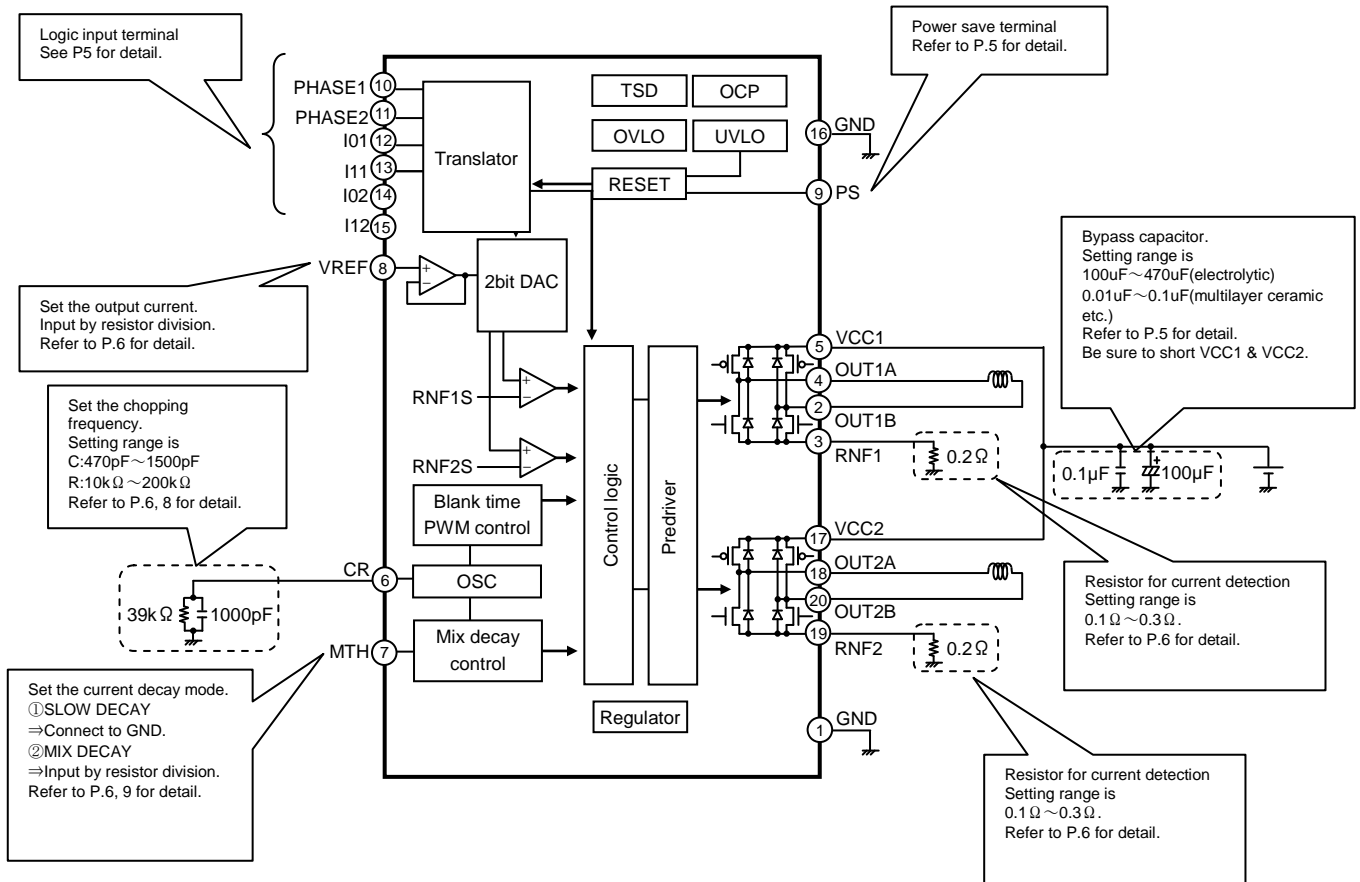 Logic input terminal
See P5 for detail.
Power save terminal
Refer to P.5 for detail.
PHASE1
10
PHASE2
11
I01
12
I11
13
I02
14
I12
15
VREF
8
Translator
TSD
OCP
OVLO
UVLO
RESET
16
GND
9
PS
2bit DAC
+
−
Set the output current.
Input by resistor division.
Refer to P.6 for detail.
Bypass capacitor.
Setting range is
100uF～470uF(electrolytic)
0.01uF～0.1uF(multilayer ceramic
etc.)
Refer to P.5 for detail.
Be sure to short VCC1 & VCC2.
Set the chopping
frequency.
Setting range is
C:470pF～1500pF
R:10kΩ～200kΩ
Refer to P.6, 8 for detail.
RNF1S
+
−
RNF2S
+
−
Blank time
PWM control
OSC
Mix decay
control
Control logic
Predriver
Regulator
5
VCC1
4
OUT1A
2
OUT1B
3
RNF1
0.2Ω
0.1µF
+
100µF
17
VCC2
18
OUT2A
20
OUT2B
19
RNF2
0.2Ω
1
GND
CR
6
39kΩ
1000pF
MTH
7
Set the current decay mode.
①SLOW DECAY
⇒Connect to GND.
②MIX DECAY
⇒Input by resistor division.
Refer to P.6, 9 for detail.
Resistor for current detection
Setting range is
0.1Ω～0.3Ω.
Refer to P.6 for detail.
Resistor for current detection
Setting range is
0.1Ω～0.3Ω.
Refer to P.6 for detail.